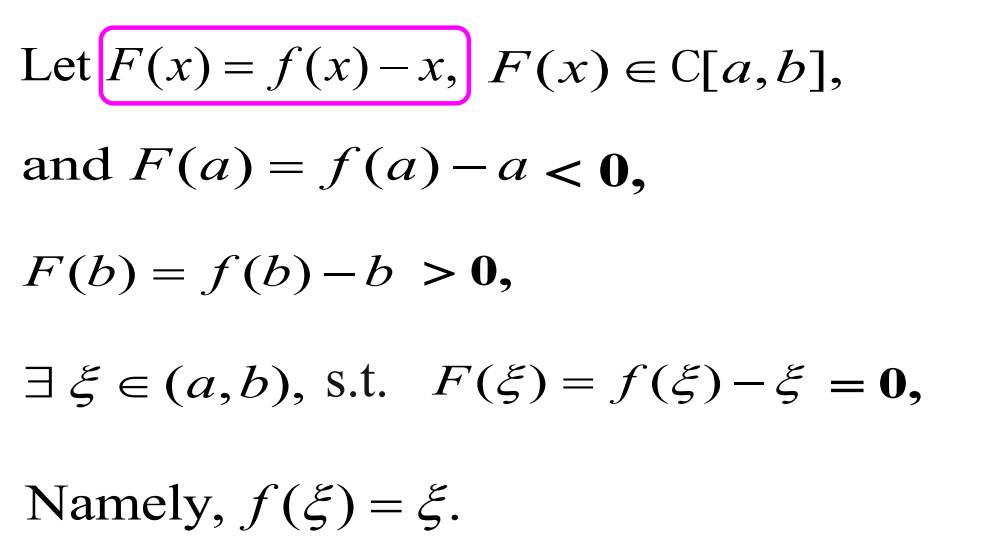 Let F(x) = f(x) − x, F(x) ∈ C[a, b],
and F(a) = f(a) − a < 0,
F(b) = f(b) − b > 0,
∃ ξ ∈ (a, b), s.t. F(ξ) = f(ξ) − ξ = 0,
Namely, f(ξ) = ξ.